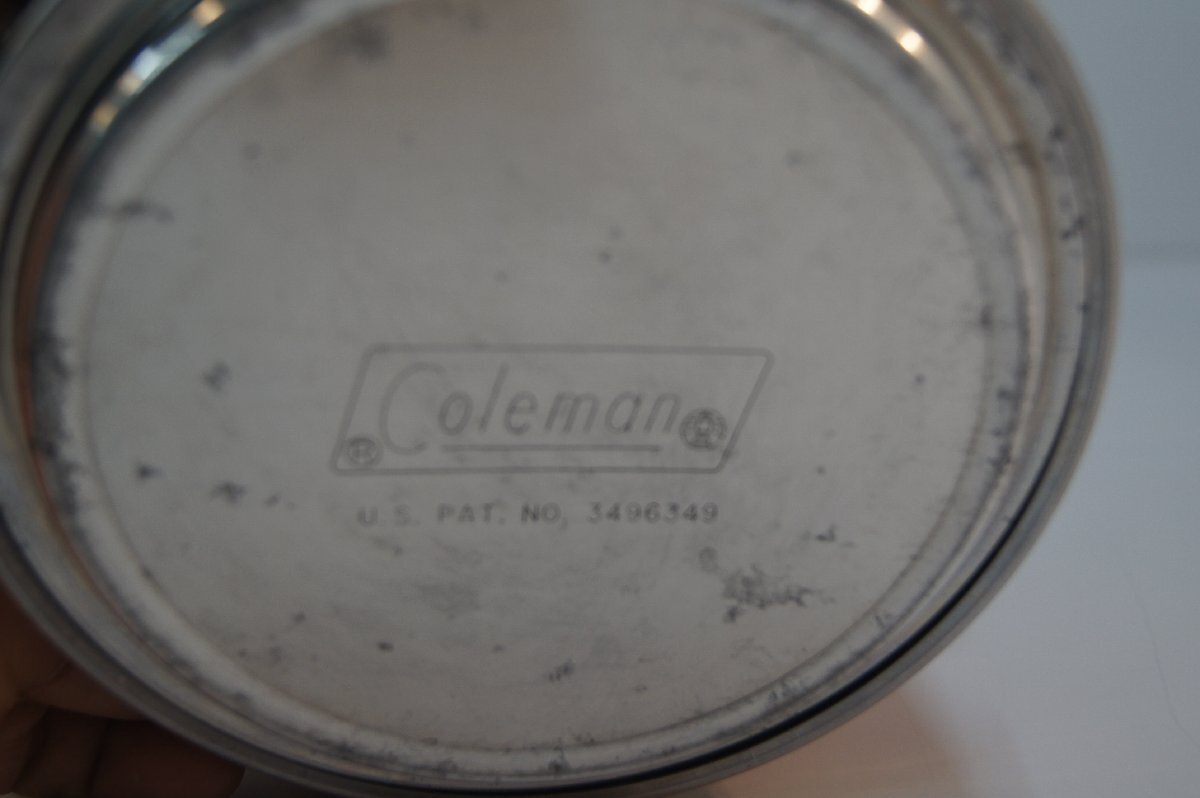 Coleman ®
U.S. PAT. NO, 3496349